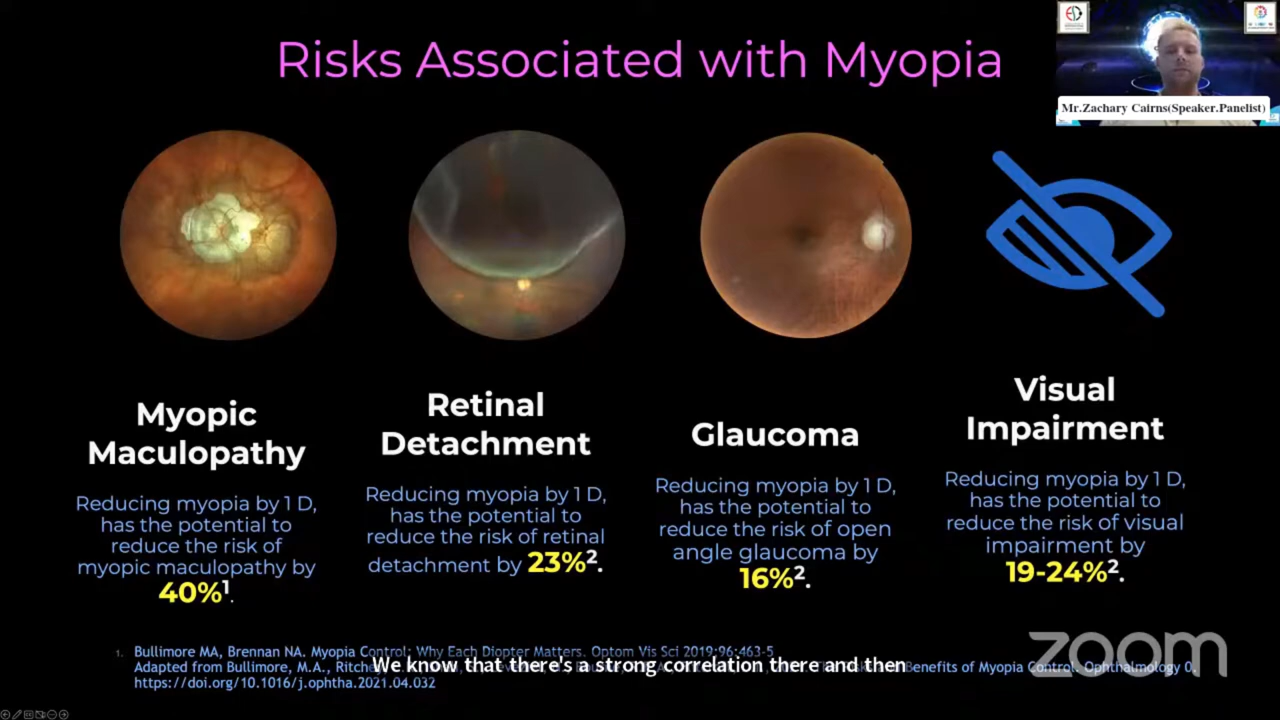 Risks Associated with Myopia
Mr.Zachary Cairns(Speaker.Panelist)
Myopic
Maculopathy
Reducing myopia by 1 D,
has the potential to
reduce the risk of
myopic maculopathy by
40%¹.
Retinal
Detachment
Reducing myopia by 1 D,
has the potential to
reduce the risk of retinal
detachment by 23%².
Glaucoma
Reducing myopia by 1 D,
has the potential to
reduce the risk of open
angle glaucoma by
16%².
Visual
Impairment
Reducing myopia by 1 D,
has the potential to
reduce the risk of visual
impairment by
19-24%².
1. Bullimore MA, Brennan NA. Myopia Control: Why Each Diopter Matters. Optom Vis Sci 2019;96:463-5
Adapted from Bullimore, M.A., Benefits of Myopia Control. Ophthalmology 0,
https://doi.org/10.1016/j.ophtha.2021.04.032
We know that there's a strong correlation there and then
zoom